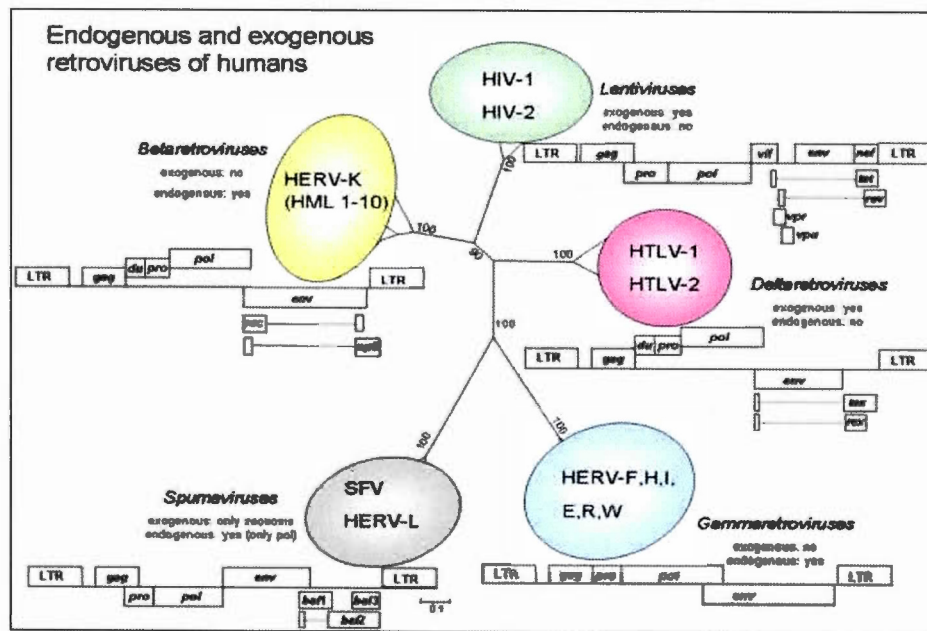 Endogenous and exogenous
retroviruses of humans
HIV-1
HIV-2
Lentiviruses
exogenous: yes
endogenous: no
LTR gag pro pol vif env nef LTR
tat
rev
vpr
vpu
Betaretroviruses
exogenous: no
endogenous: yes
HERV-K
(HML 1-10)
LTR gag du pro pol env LTR
100
100
90
100
HTLV-1
HTLV-2
Deltaretroviruses
exogenous: yes
endogenous: no
LTR gag du pro pol env LTR
tax
rex
100
100
100
SFV
HERV-L
Spumaviruses
exogenous: only zoonosis
endogenous: yes (only pol)
LTR gag pro pol env LTR
bel1 bel3
bel2
0.1
HERV-F,H,I,
E,R,W
Gammaretroviruses
exogenous: no
endogenous: yes
LTR gag pro pol env LTR